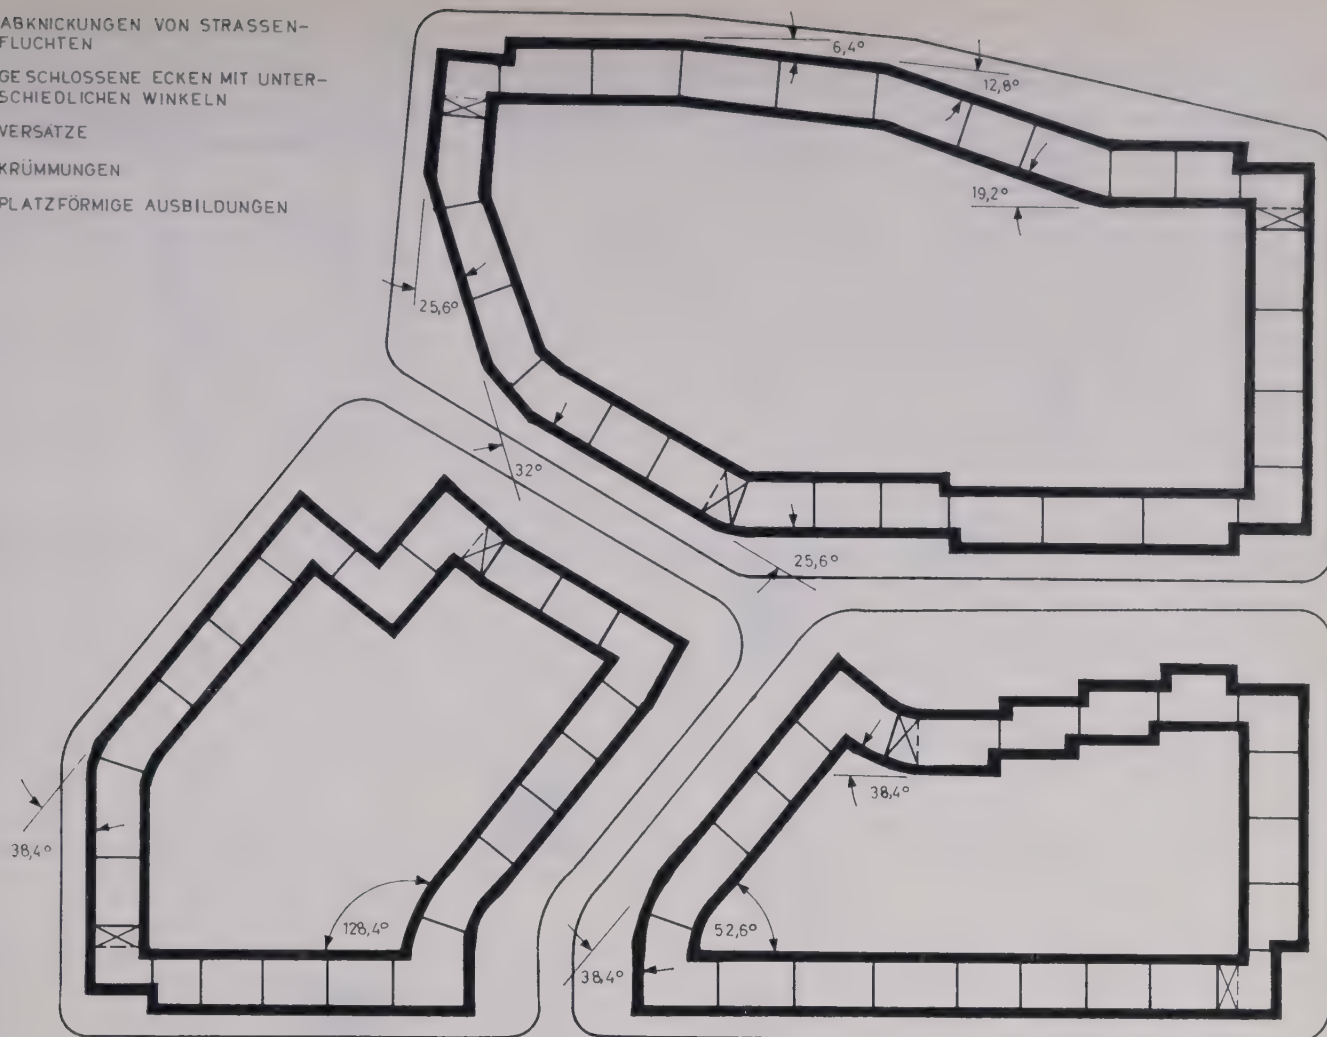 ABKNICKUNGEN VON STRASSEN-
FLUCHTEN
GESCHLOSSENE ECKEN MIT UNTER-
SCHIEDLICHEN WINKELN
VERSÄTZE
KRÜMMUNGEN
PLATZFÖRMIGE AUSBILDUNGEN
6,4°
12,8°
19,2°
25,6°
32°
25,6°
38,4°
38,4°
128,4°
52,6°
38,4°